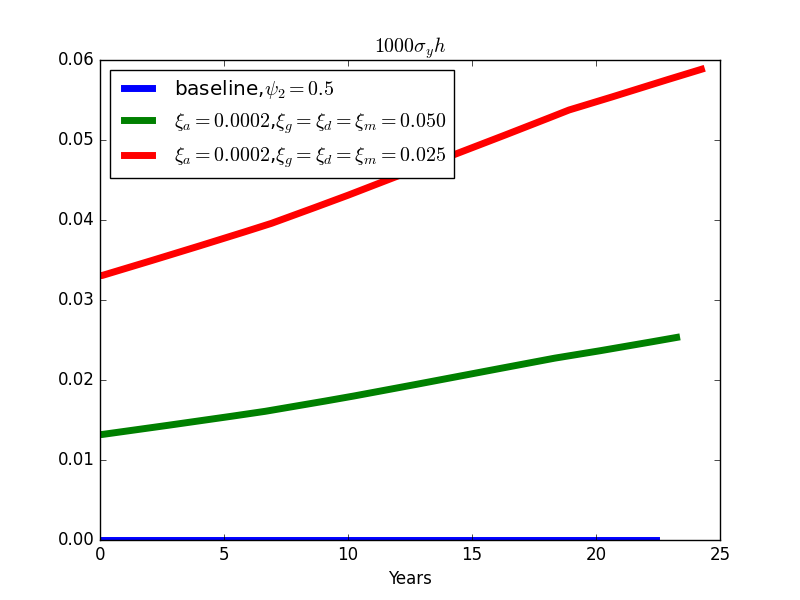 1000σ_y h
0.06
baseline,ψ₂ = 0.5
ξ_a = 0.0002,ξ_g = ξ_d = ξ_m = 0.050
ξ_a = 0.0002,ξ_g = ξ_d = ξ_m = 0.025
0.05
0.04
0.03
0.02
0.01
0.00
0 5 10 15 20 25
Years